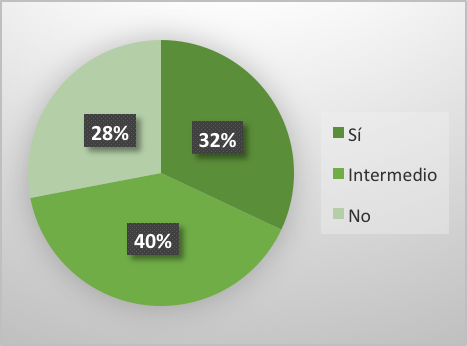 28%
32%
40%
Sí
Intermedio
No